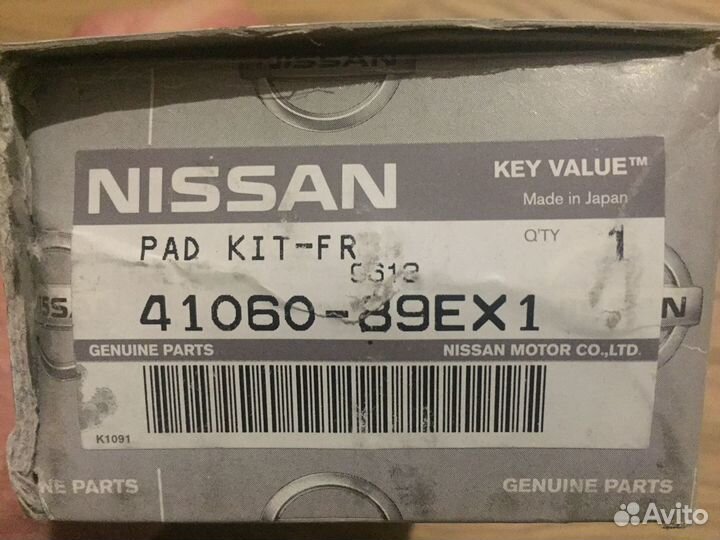 NISSAN
NISSAN KEY VALUE™
Made in Japan
PAD KIT-FR Q'TY 1
41060-89EX1
GENUINE PARTS NISSAN MOTOR CO.,LTD.
K1091
NE PARTS GENUINE PARTS
Avito